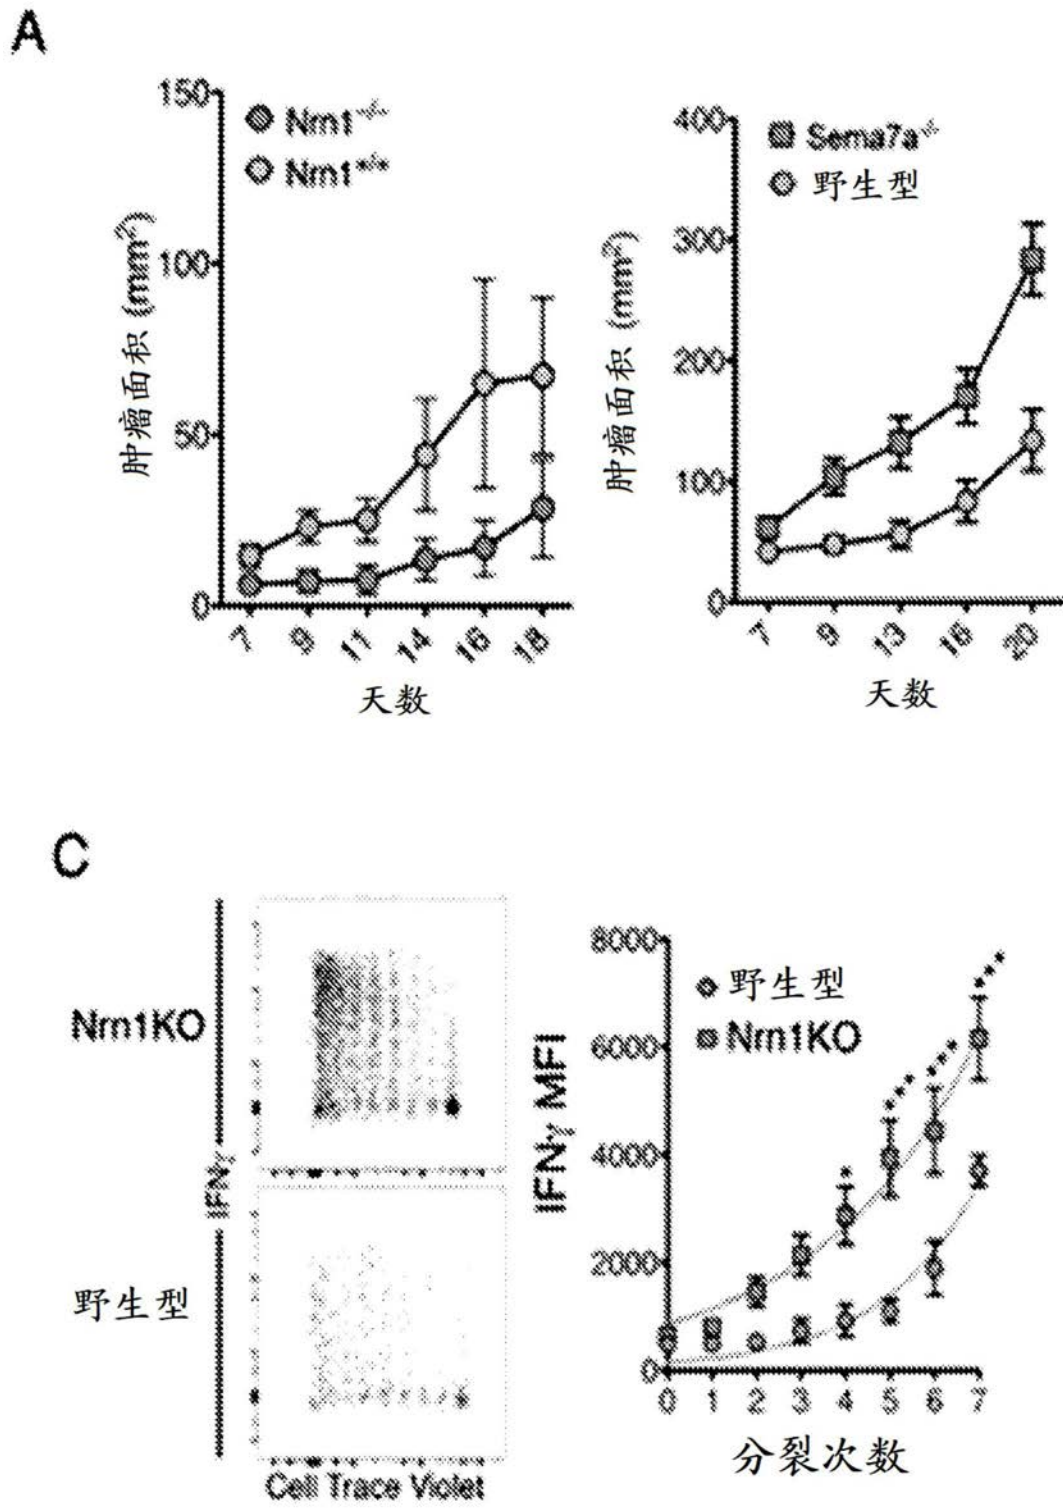 A
150
100
50
0
Nrn1-/-
Nrn1+/+
肿瘤面积 (mm²)
7 9 11 14 16 18
天数
400
300
200
100
0
Sema7a-/-
野生型
肿瘤面积 (mm²)
7 9 13 16 20
天数
C
Nrn1KO
IFNγ
野生型
Cell Trace Violet
8000
6000
4000
2000
0
野生型
Nrn1KO
IFNγ MFI
0 1 2 3 4 5 6 7
分裂次数